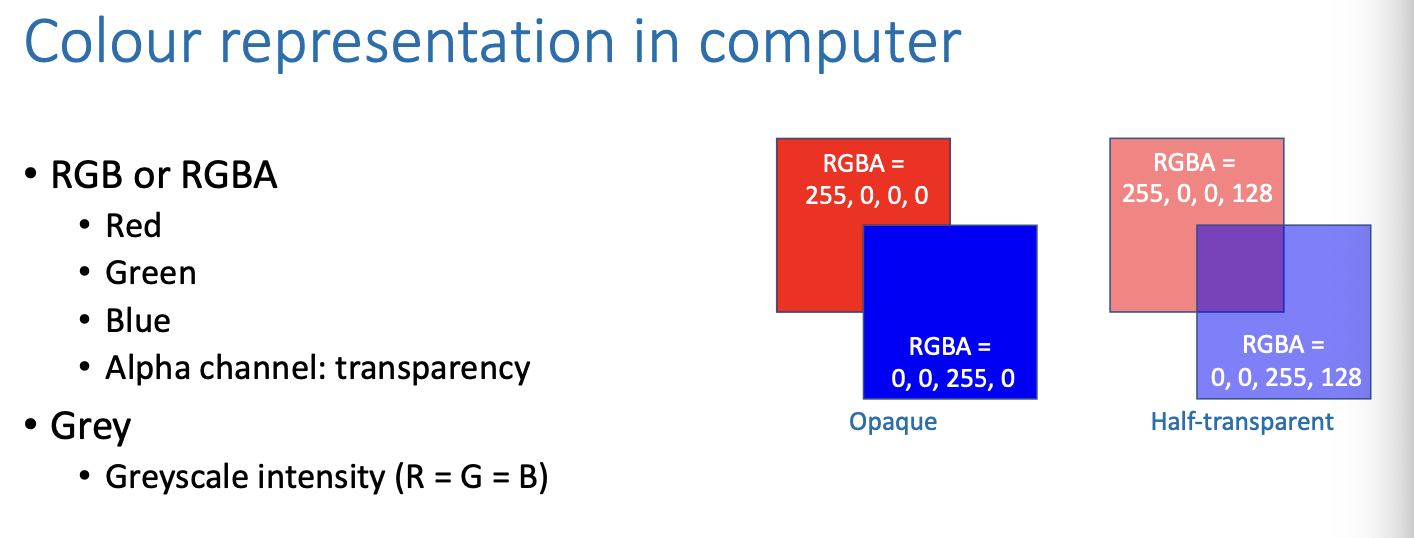 Colour representation in computer
• RGB or RGBA
• Red
• Green
• Blue
• Alpha channel: transparency
• Grey
• Greyscale intensity (R = G = B)
RGBA =
255, 0, 0, 0
RGBA =
0, 0, 255, 0
Opaque
RGBA =
255, 0, 0, 128
RGBA =
0, 0, 255, 128
Half-transparent